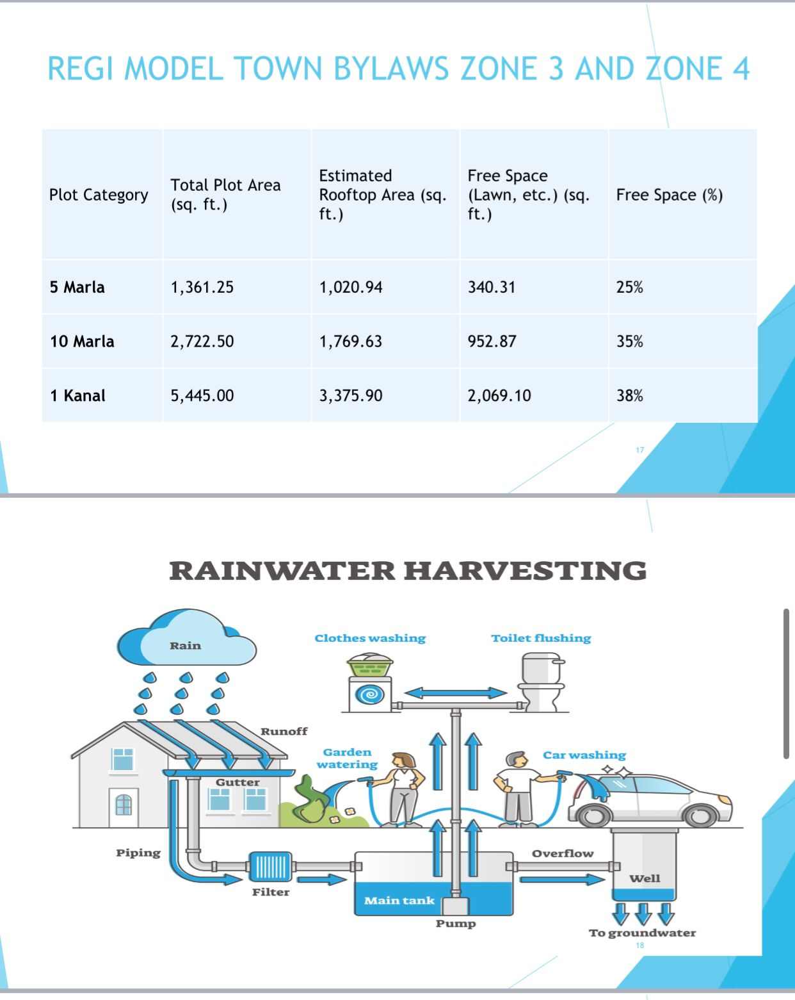 REGI MODEL TOWN BYLAWS ZONE 3 AND ZONE 4
Plot Category
Total Plot Area
(sq. ft.)
Estimated
Rooftop Area (sq.
ft.)
Free Space
(Lawn, etc.) (sq.
ft.)
Free Space (%)
5 Marla
1,361.25
1,020.94
340.31
25%
10 Marla
2,722.50
1,769.63
952.87
35%
1 Kanal
5,445.00
3,375.90
2,069.10
38%
17
RAINWATER HARVESTING
Rain
Clothes washing
Toilet flushing
Runoff
Garden
watering
Car washing
Gutter
Piping
Overflow
Filter
Well
Main tank
Pump
To groundwater
18